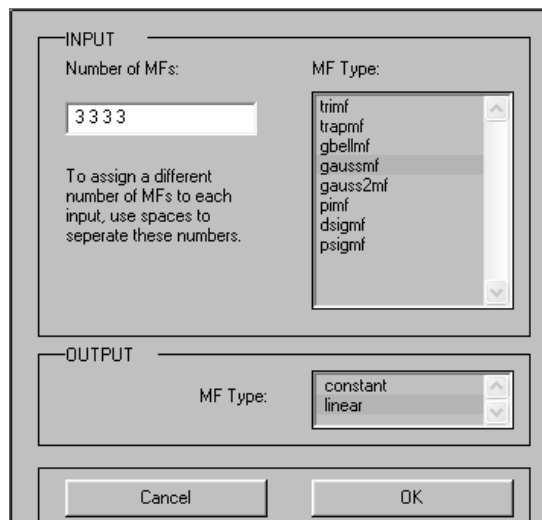 INPUT
Number of MFs:
3 3 3 3
To assign a different
number of MFs to each
input, use spaces to
seperate these numbers.
MF Type:
trimf
trapmf
gbellmf
gaussmf
gauss2mf
pimf
dsigmf
psigmf
OUTPUT
MF Type:
constant
linear
Cancel
OK